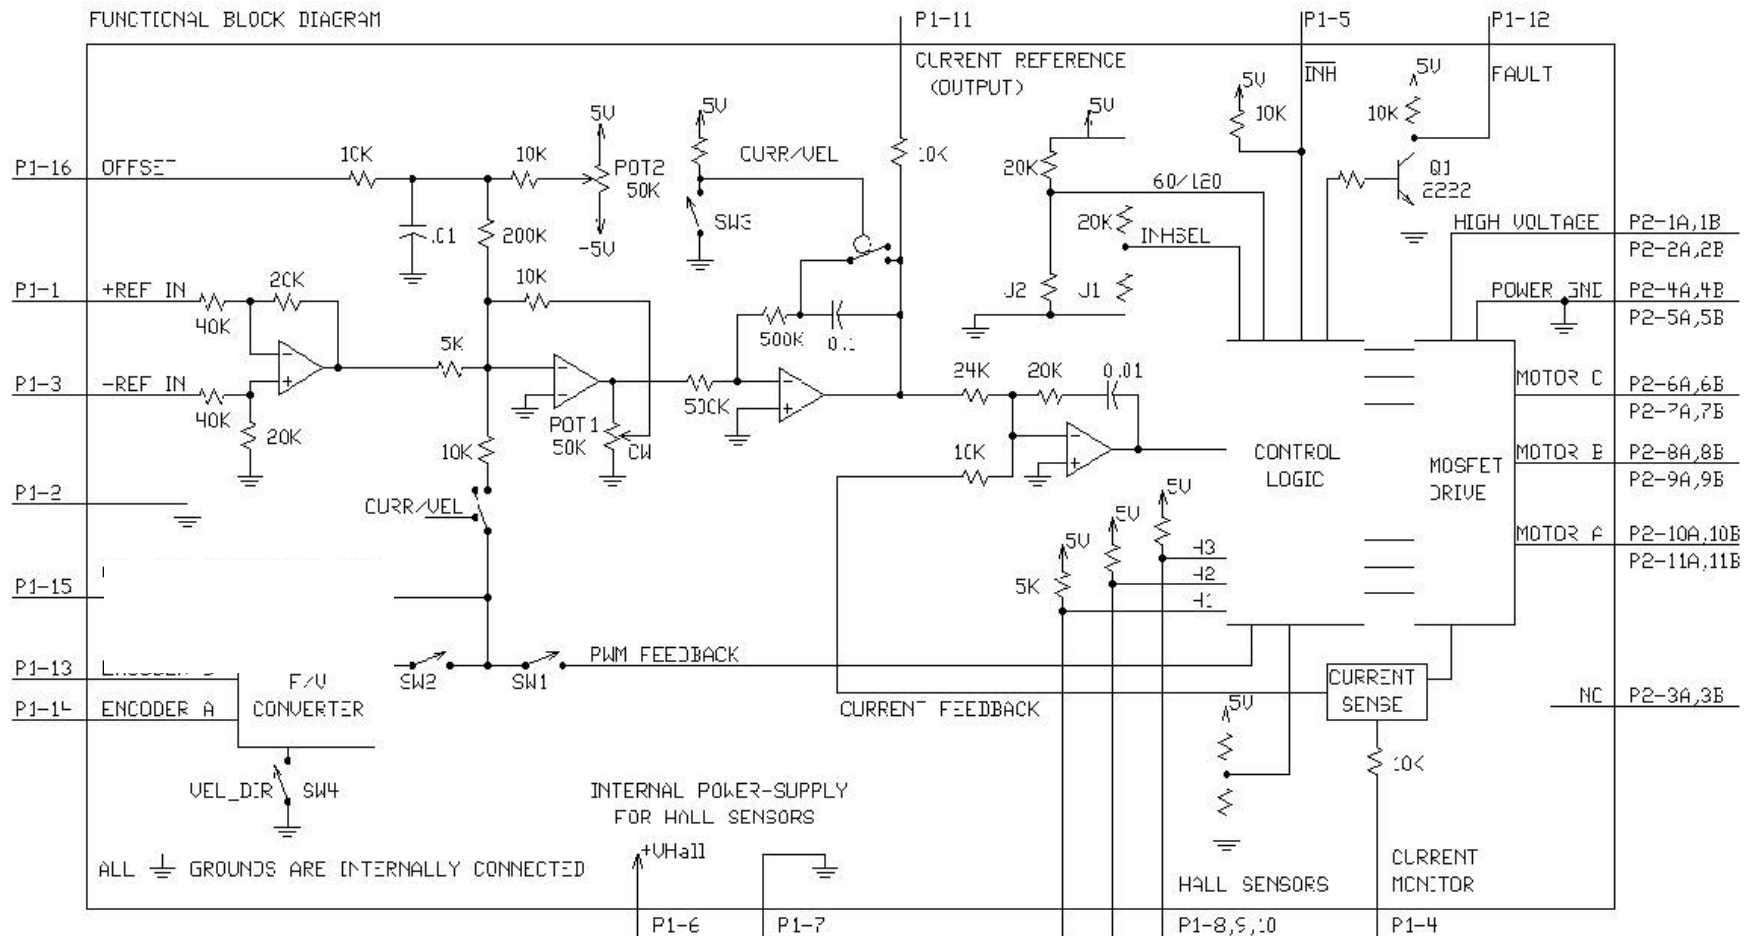 FUNCTIONAL BLOCK DIAGRAM
P1-11
P1-5
P1-12
CURRENT REFERENCE
(OUTPUT)
INH
FAULT
5V
10K
5V
10K
5V
5V
5V
P1-16
OFFSET
10K
10K
POT2
50K
-5V
.01
200K
CURR/VEL
SW3
10K
20K
60/120
20K
INHSEL
J2
J1
Q1
2222
HIGH VOLTAGE
P2-1A,1B
P2-2A,2B
POWER GND
P2-4A,4B
P2-5A,5B
P1-1
+REF IN
20K
40K
10K
500K
5K
P1-3
-REF IN
40K
20K
POT1
50K
CW
500K
24K
20K
0.01
10K
10K
CURR/VEL
CONTROL
LOGIC
MOSFET
DRIVE
MOTOR C
P2-6A,6B
P2-7A,7B
MOTOR B
P2-8A,8B
P2-9A,9B
MOTOR A
P2-10A,10B
P2-11A,11B
P1-2
5V
5V
5V
5K
H3
H2
H1
P1-15
P1-13
P1-14
ENCODER A
F/V
CONVERTER
SW2
SW1
PWM FEEDBACK
CURRENT FEEDBACK
CURRENT
SENSE
5V
10K
NC
P2-3A,3B
VEL_DIR
SW4
INTERNAL POWER-SUPPLY
FOR HALL SENSORS
+VHall
ALL
GROUNDS ARE INTERNALLY CONNECTED
HALL SENSORS
CURRENT
MONITOR
P1-6
P1-7
P1-8,9,10
P1-4